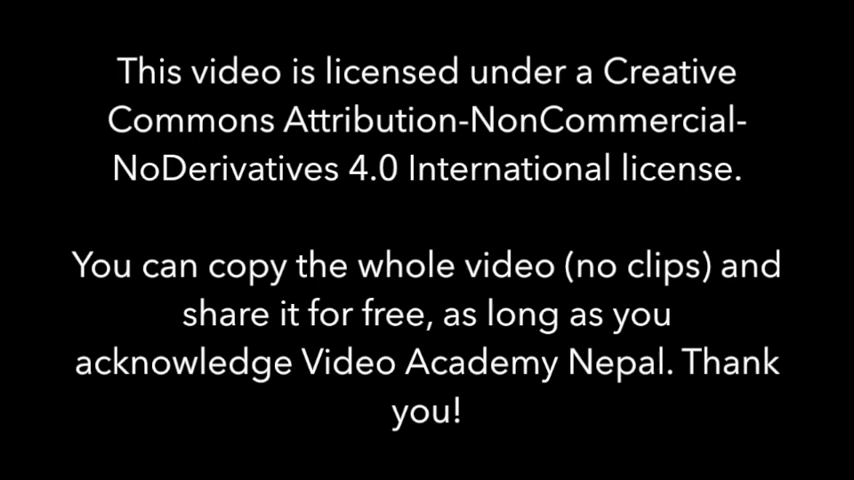 This video is licensed under a Creative
Commons Attribution-NonCommercial-
NoDerivatives 4.0 International license.
You can copy the whole video (no clips) and
share it for free, as long as you
acknowledge Video Academy Nepal. Thank
you!